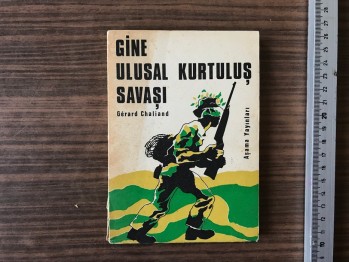 GİNE
ULUSAL KURTULUŞ
SAVAŞI
Gérard Chaliand
Aşama Yayınları